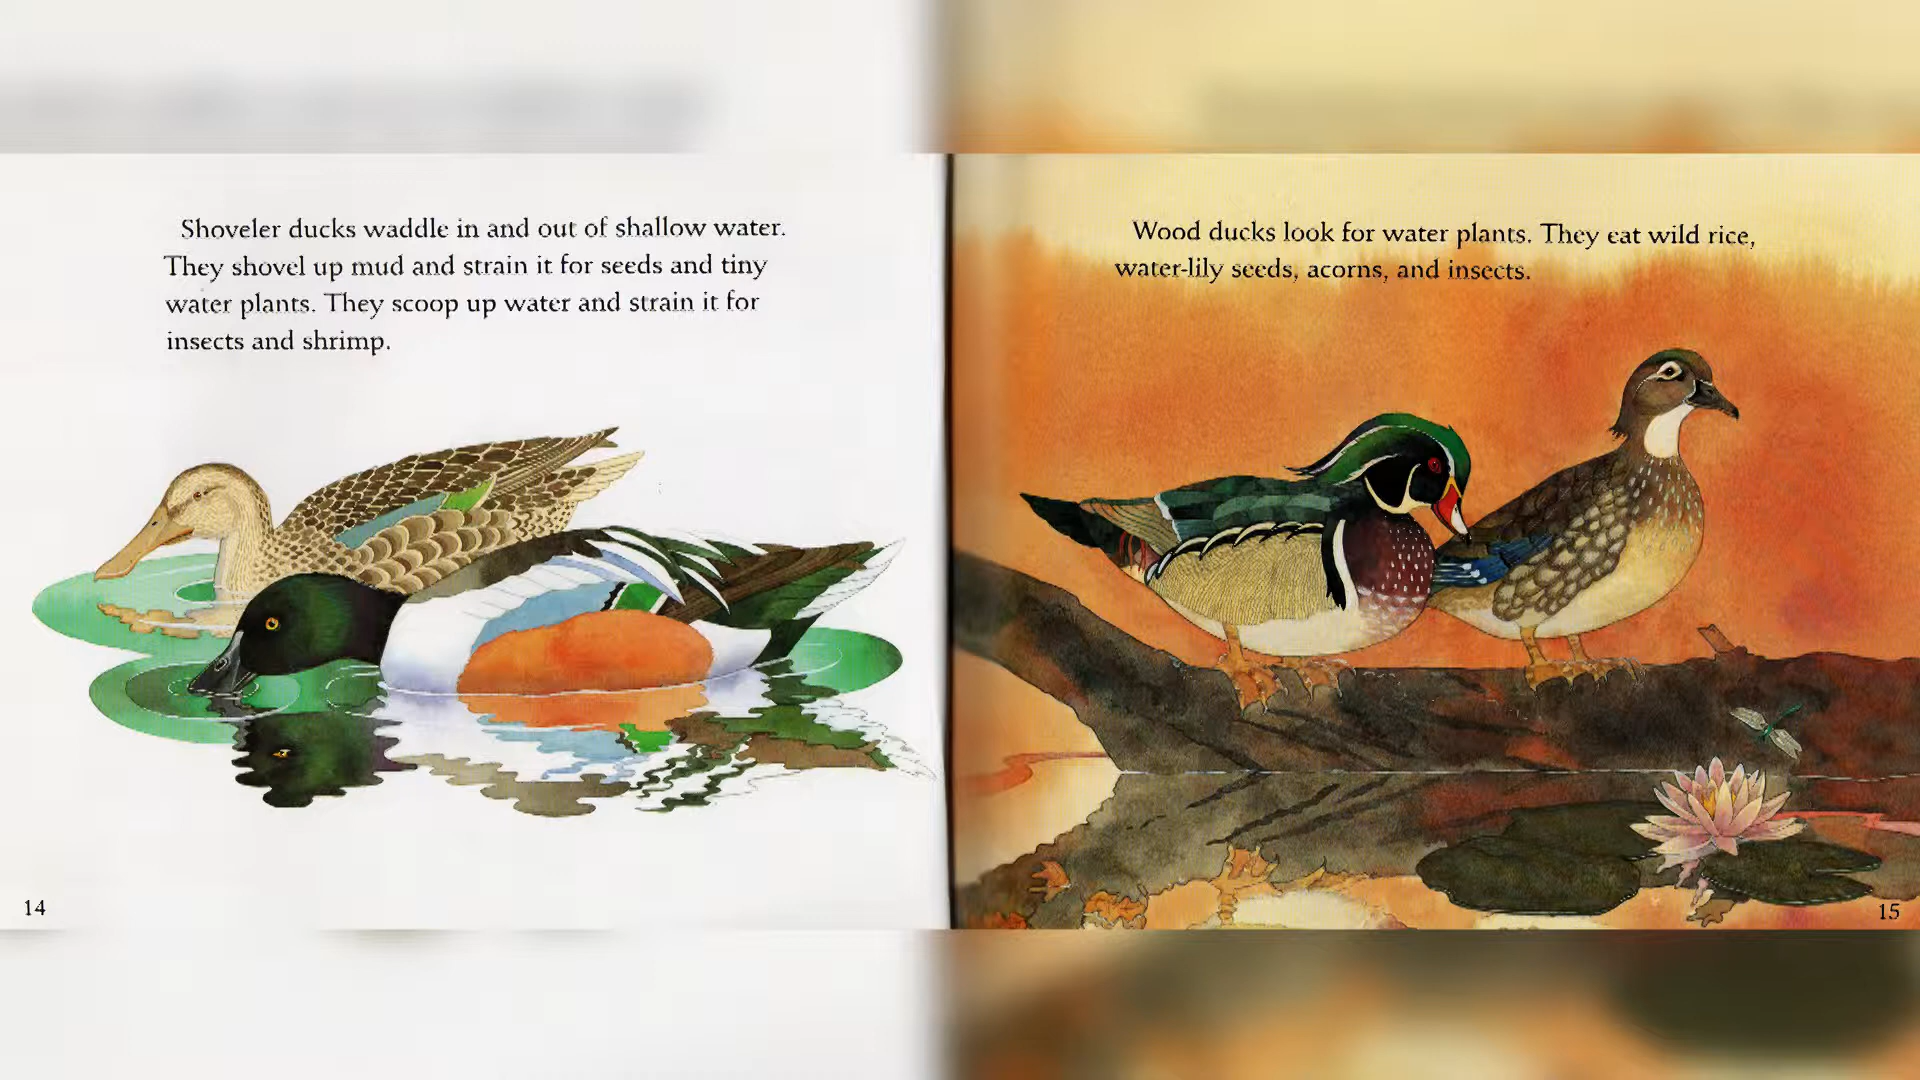 Shoveler ducks waddle in and out of shallow water.
They shovel up mud and strain it for seeds and tiny
water plants. They scoop up water and strain it for
insects and shrimp.
14
Wood ducks look for water plants. They eat wild rice,
water-lily seeds, acorns, and insects.
15